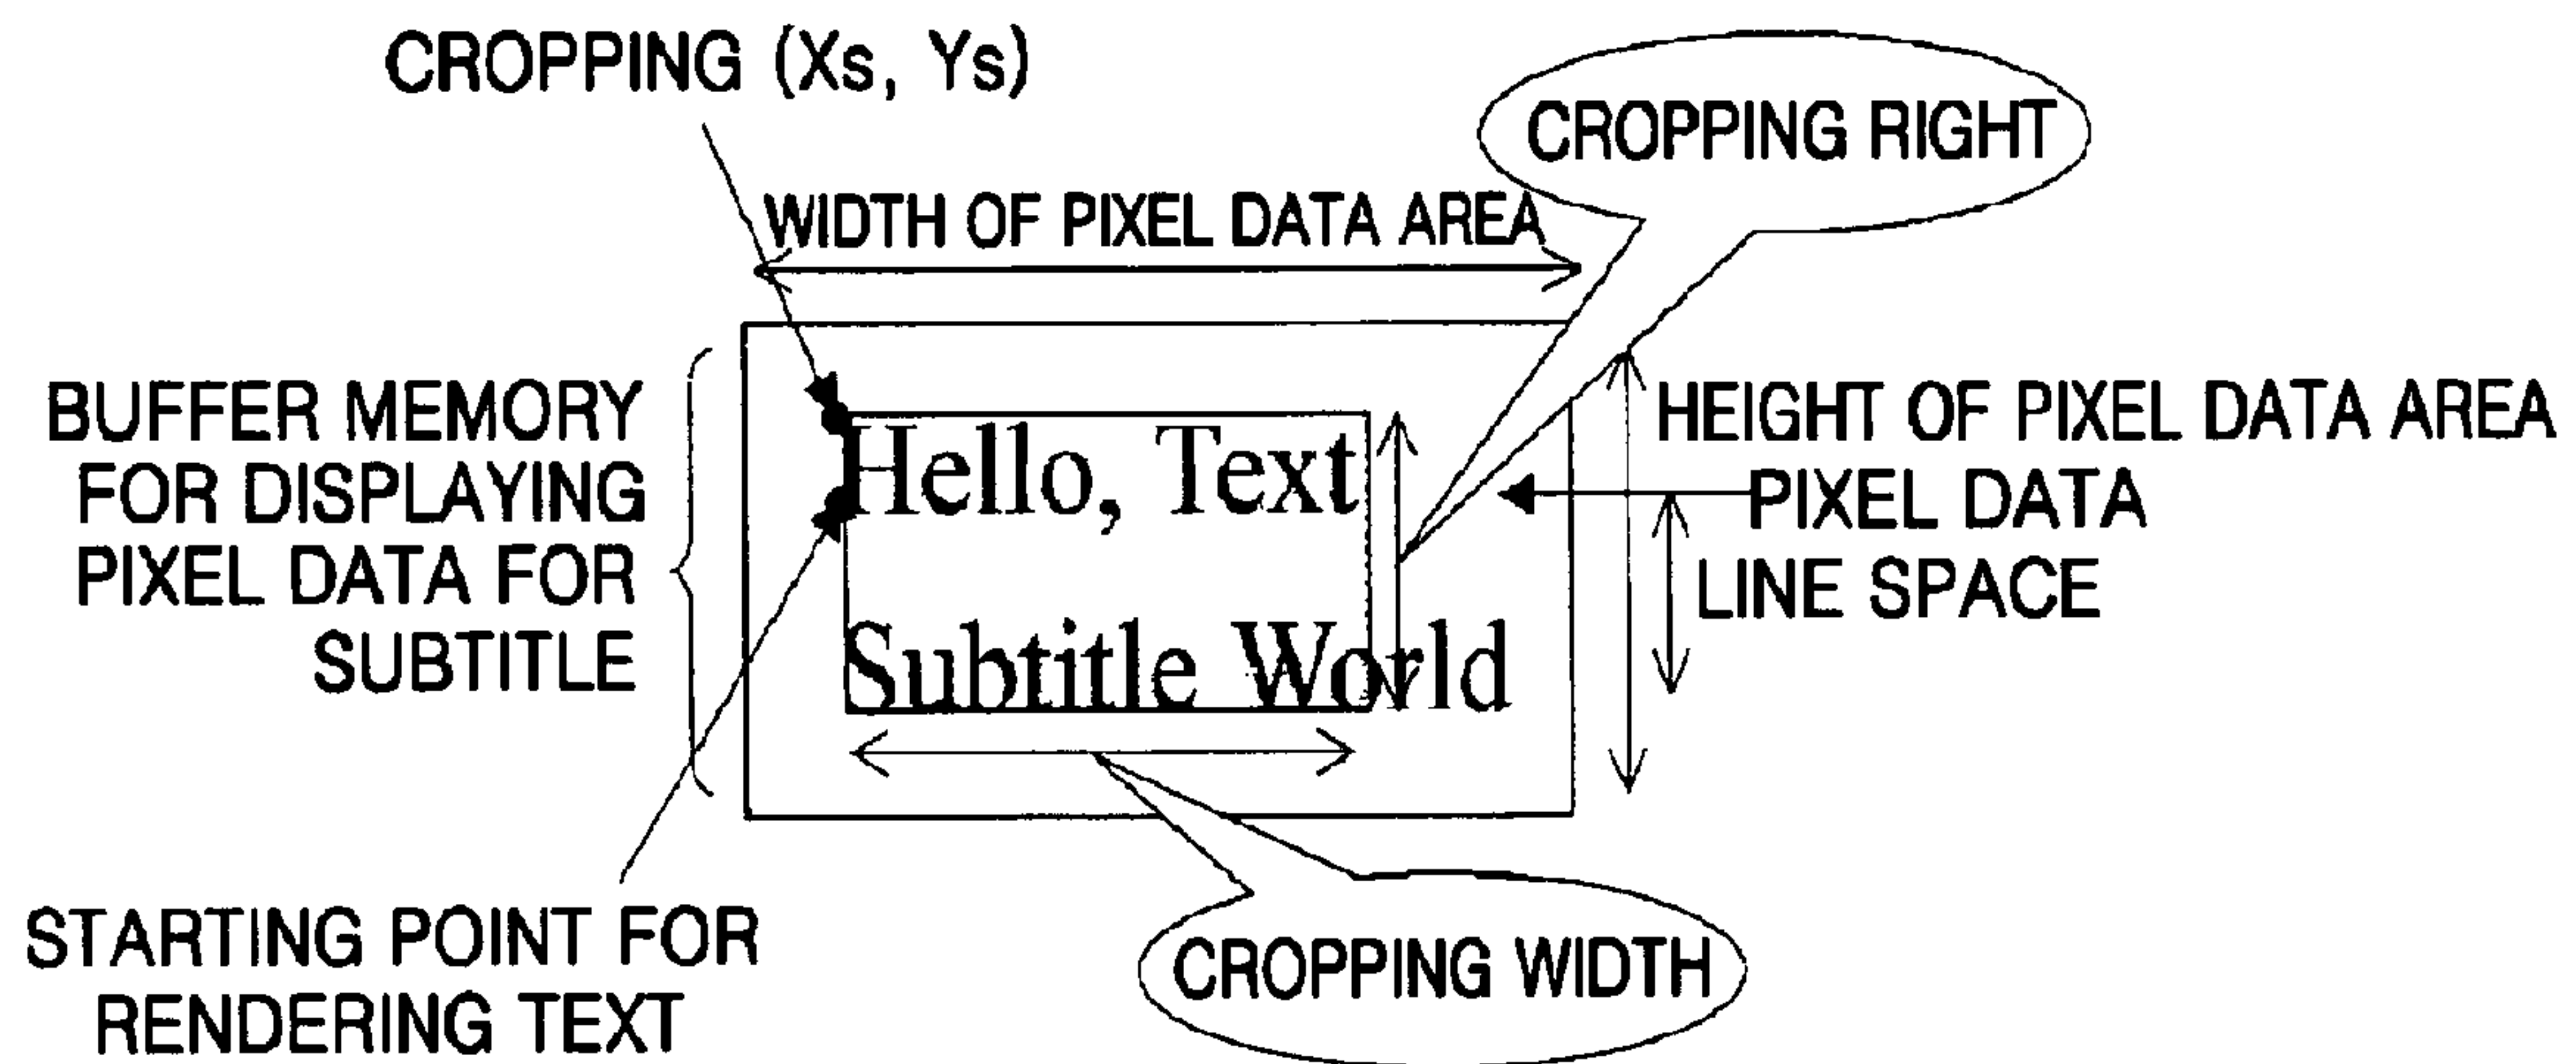 CROPPING (Xs, Ys)
CROPPING RIGHT
WIDTH OF PIXEL DATA AREA
BUFFER MEMORY
FOR DISPLAYING
PIXEL DATA FOR
SUBTITLE
Hello, Text
Subtitle World
HEIGHT OF PIXEL DATA AREA
PIXEL DATA
LINE SPACE
STARTING POINT FOR
RENDERING TEXT
CROPPING WIDTH